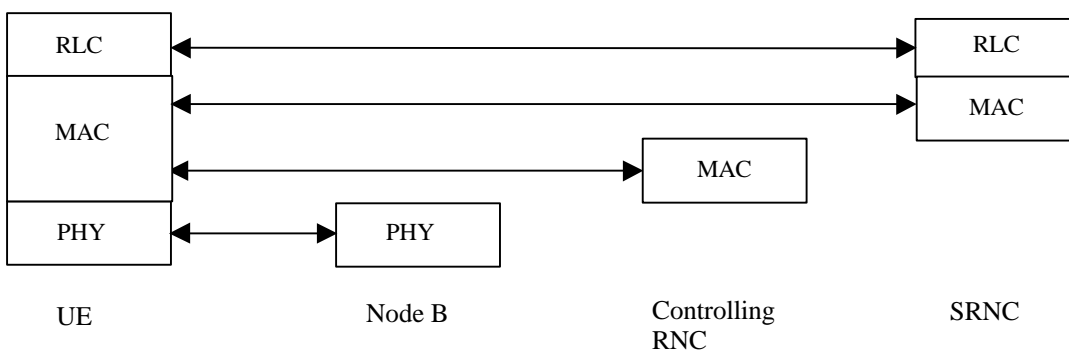 RLC
RLC
MAC
MAC
MAC
PHY
PHY
UE
Node B
Controlling
RNC
SRNC